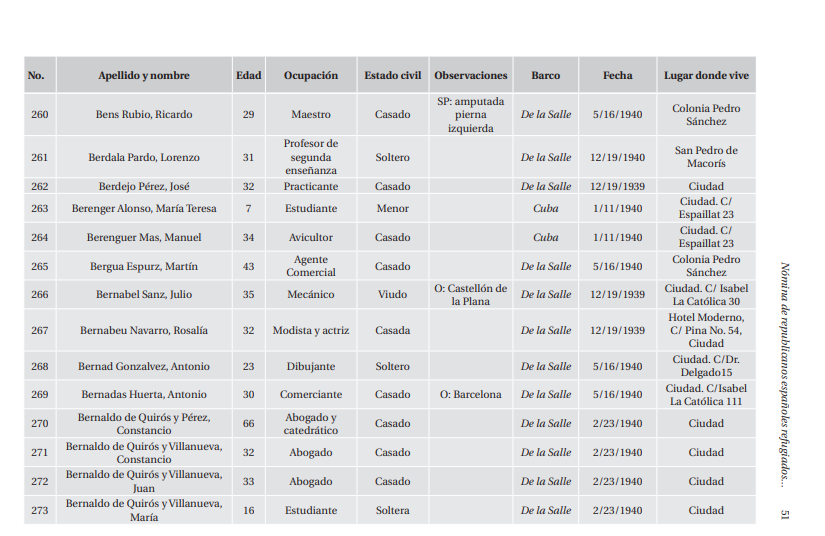 No. Apellido y nombre Edad Ocupación Estado civil Observaciones Barco Fecha Lugar donde vive
260 Bens Rubio, Ricardo 29 Maestro Casado SP: amputada pierna izquierda De la Salle 5/16/1940 Colonia Pedro Sánchez
261 Berdala Pardo, Lorenzo 31 Profesor de segunda enseñanza Soltero De la Salle 12/19/1940 San Pedro de Macorís
262 Berdejo Pérez, José 32 Practicante Casado De la Salle 12/19/1939 Ciudad
263 Berenger Alonso, María Teresa 7 Estudiante Menor Cuba 1/11/1940 Ciudad. C/ Espaillat 23
264 Berenguer Mas, Manuel 34 Avicultor Casado Cuba 1/11/1940 Ciudad. C/ Espaillat 23
265 Bergua Espurz, Martín 43 Agente Comercial Casado De la Salle 5/16/1940 Colonia Pedro Sánchez
266 Bernabel Sanz, Julio 35 Mecánico Viudo O: Castellón de la Plana De la Salle 12/19/1939 Ciudad. C/ Isabel La Católica 30
267 Bernabeu Navarro, Rosalía 32 Modista y actriz Casada De la Salle 12/19/1939 Hotel Moderno, C/ Pina No. 54, Ciudad
268 Bernad Gonzalvez, Antonio 23 Dibujante Soltero De la Salle 5/16/1940 Ciudad. C/Dr. Delgado15
269 Bernadas Huerta, Antonio 30 Comerciante Casado O: Barcelona De la Salle 5/16/1940 Ciudad. C/Isabel La Católica 111
270 Bernaldo de Quirós y Pérez, Constancio 66 Abogado y catedrático Casado De la Salle 2/23/1940 Ciudad
271 Bernaldo de Quirós y Villanueva, Constancio 32 Abogado Casado De la Salle 2/23/1940 Ciudad
272 Bernaldo de Quirós y Villanueva, Juan 33 Abogado Casado De la Salle 2/23/1940 Ciudad
273 Bernaldo de Quirós y Villanueva, María 16 Estudiante Soltera De la Salle 2/23/1940 Ciudad
Nómina de republicanos españoles refugiados... 51